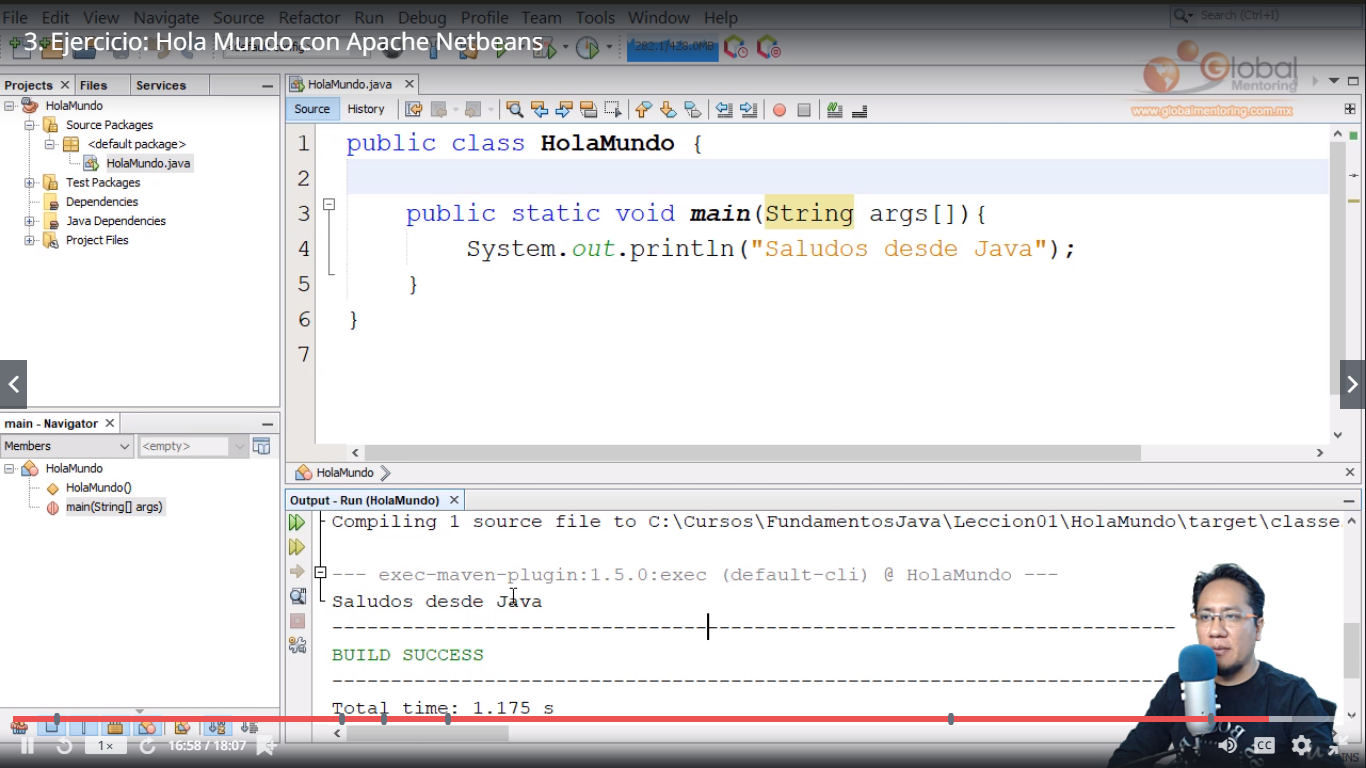 File Edit View Navigate Source Refactor Run Debug Profile Team Tools Window Help
Search (Ctrl+I)
3. Ejercicio: Hola Mundo con Apache Netbeans
282.1/428.0MB
Global
Mentoring
www.globalmentoring.com.mx
Projects Files Services
HolaMundo
Source Packages
<default package>
HolaMundo.java
Test Packages
Dependencies
Java Dependencies
Project Files
HolaMundo.java
Source History
1 public class HolaMundo {
2
3 public static void main(String args[]){
4 System.out.println("Saludos desde Java");
5 }
6 }
7
HolaMundo
main - Navigator
Members <empty>
HolaMundo
HolaMundo()
main(String[] args)
Output - Run (HolaMundo)
Compiling 1 source file to C:\Cursos\FundamentosJava\Leccion01\HolaMundo\target\classe
--- exec-maven-plugin:1.5.0:exec (default-cli) @ HolaMundo ---
Saludos desde Java
------------------------------------------------------------------------
BUILD SUCCESS
------------------------------------------------------------------------
Total time: 1.175 s
1× 16:58 / 18:07
CC
INS